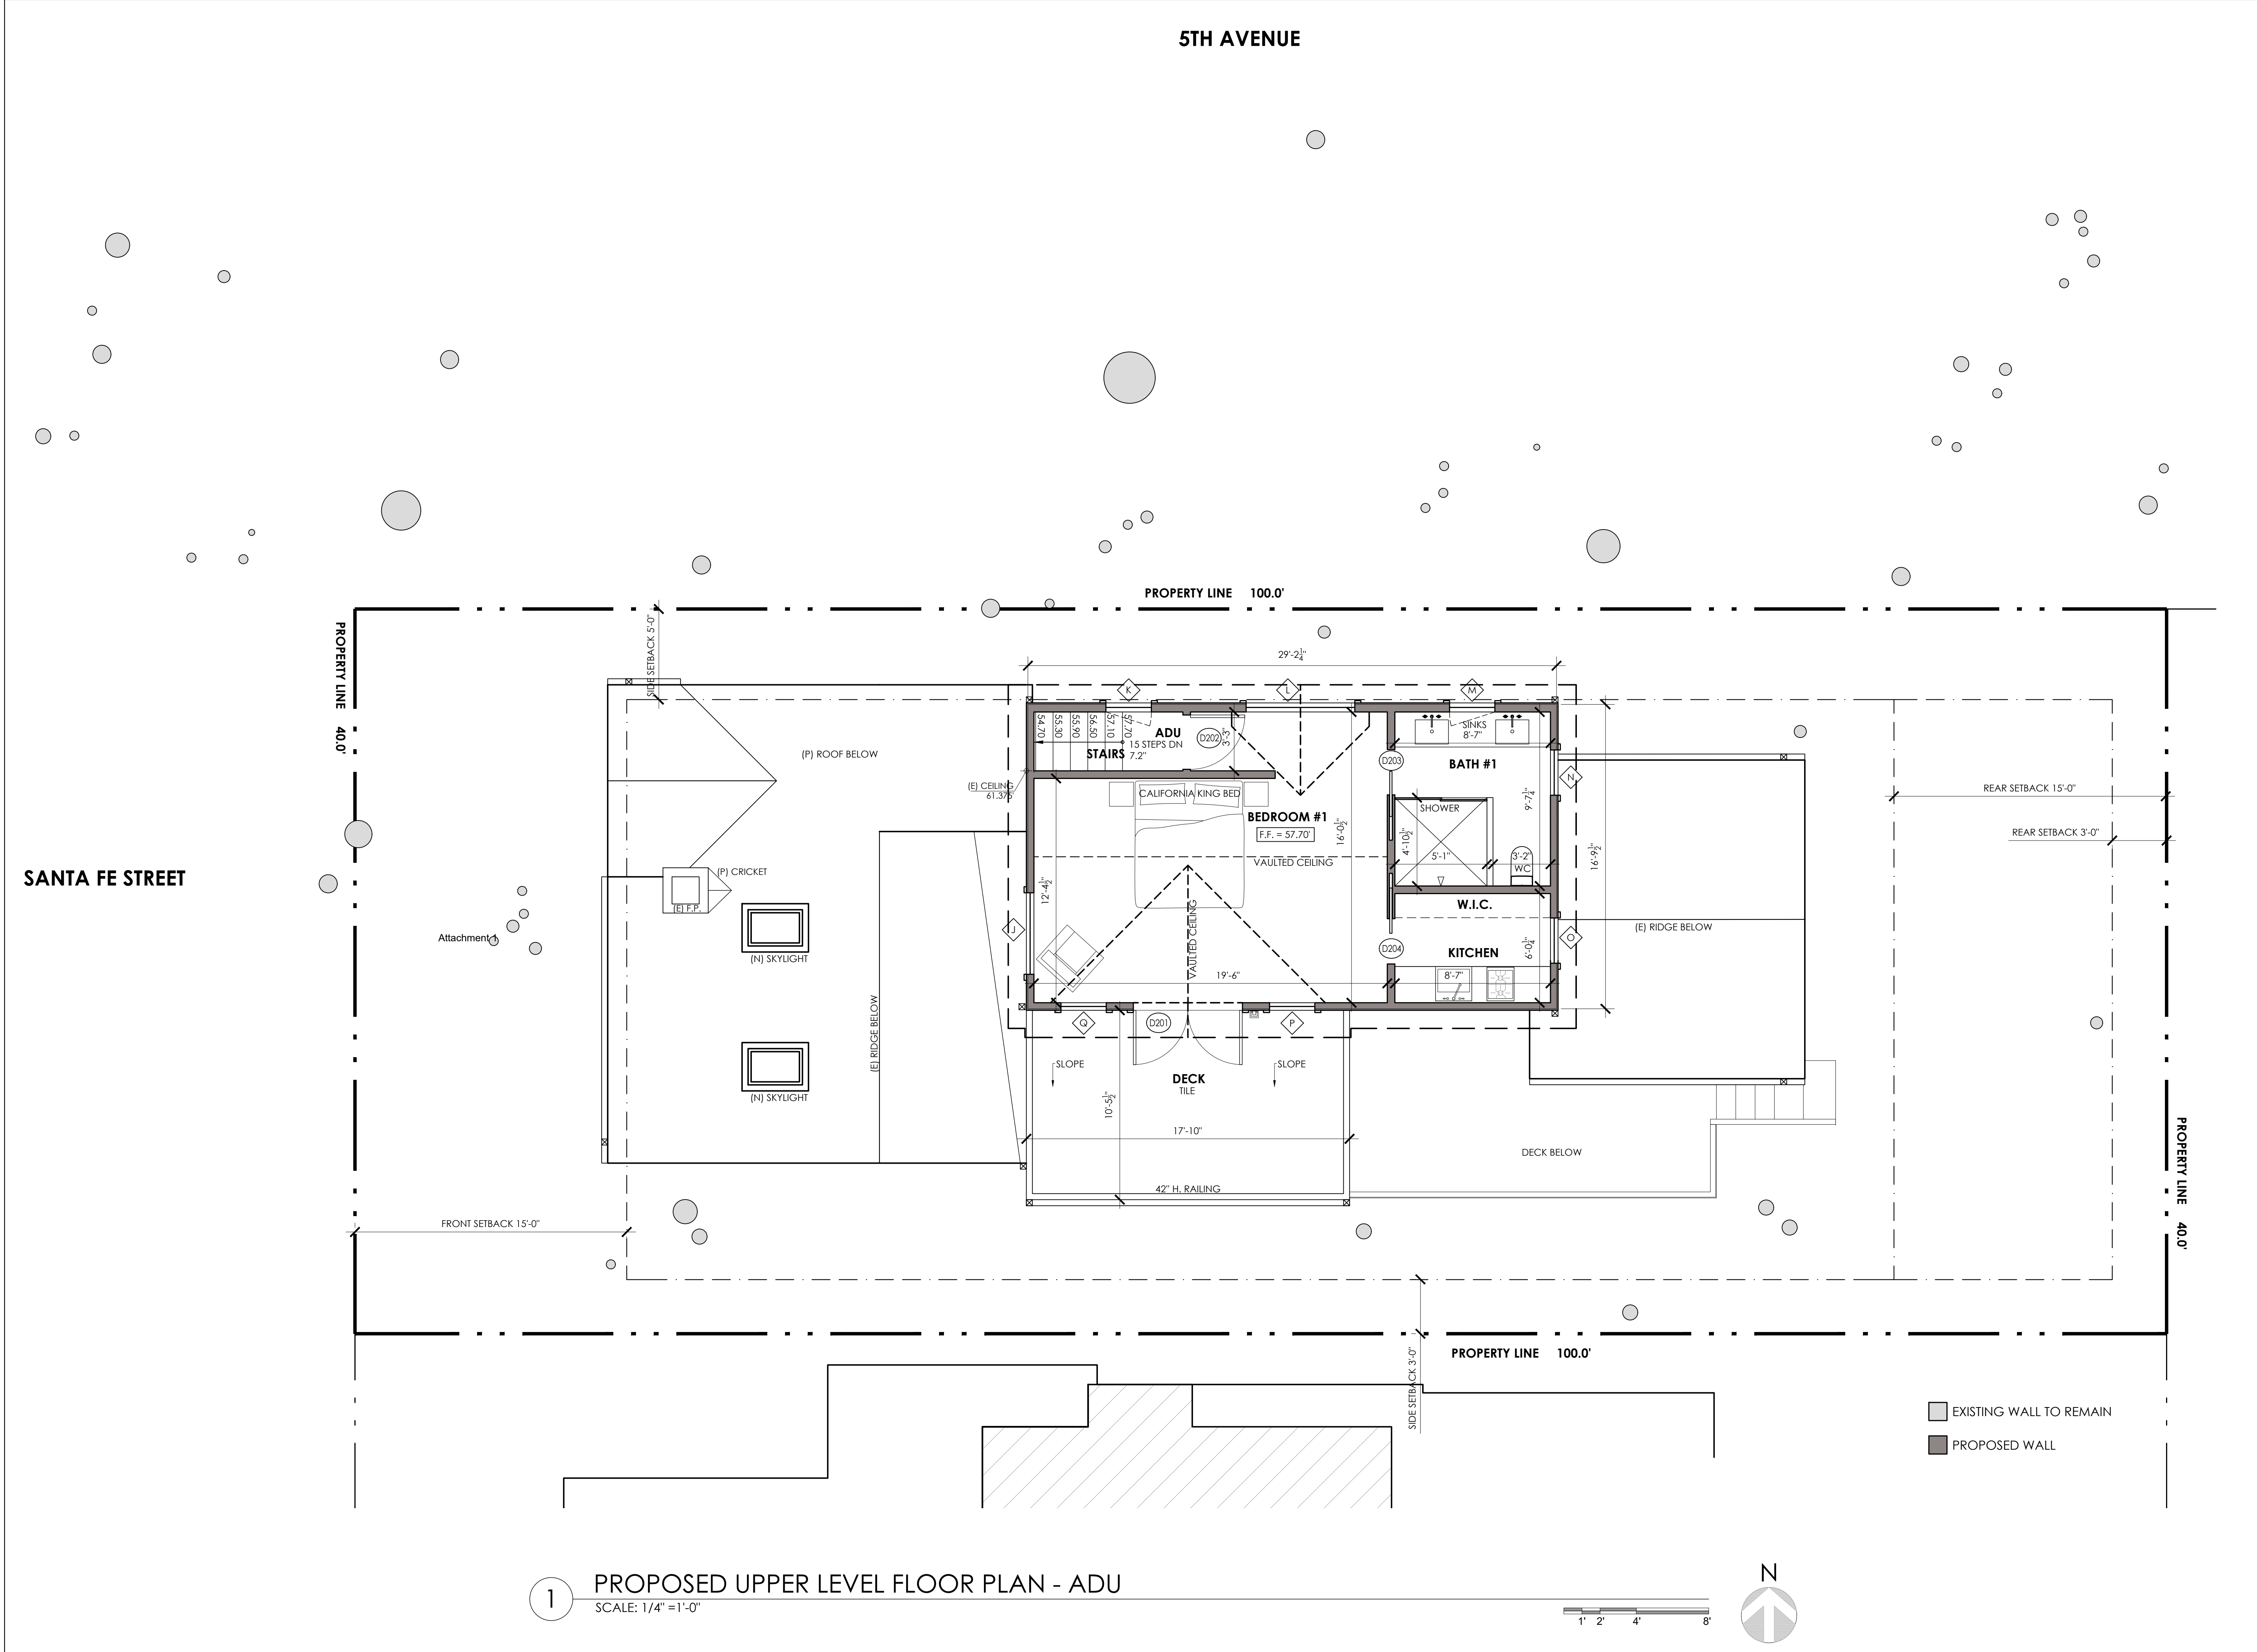 5TH AVENUE
PROPERTY LINE 100.0'
PROPERTY LINE 40.0'
SIDE SETBACK 5'-0"
29'-2 1/4"
K
L
M
54.70
55.30
55.90
56.50
57.10
57.70
ADU
STAIRS
15 STEPS DN
7.2"
D202
3'-3"
SINKS
8'-7"
D203
BATH #1
N
(P) ROOF BELOW
(E) CEILING
61.375'
CALIFORNIA KING BED
BEDROOM #1
F.F. = 57.70'
16'-0 1/2"
SHOWER
9'-7 1/4"
4'-10 1/2"
5'-1"
3'-2"
WC
16'-9 1/2"
REAR SETBACK 15'-0"
REAR SETBACK 3'-0"
VAULTED CEILING
VAULTED CEILING
12'-4 1/2"
SANTA FE STREET
(P) CRICKET
(E) F.P.
W.I.C.
J
Attachment 1
D204
KITCHEN
6'-0 1/4"
O
(E) RIDGE BELOW
(N) SKYLIGHT
19'-6"
8'-7"
(E) RIDGE BELOW
Q
D201
P
SLOPE
SLOPE
DECK
TILE
(N) SKYLIGHT
10'-5 1/2"
17'-10"
DECK BELOW
42" H. RAILING
PROPERTY LINE 40.0'
FRONT SETBACK 15'-0"
PROPERTY LINE 100.0'
SIDE SETBACK 3'-0"
EXISTING WALL TO REMAIN
PROPOSED WALL
1
PROPOSED UPPER LEVEL FLOOR PLAN - ADU
SCALE: 1/4" =1'-0"
N
1'
2'
4'
8'